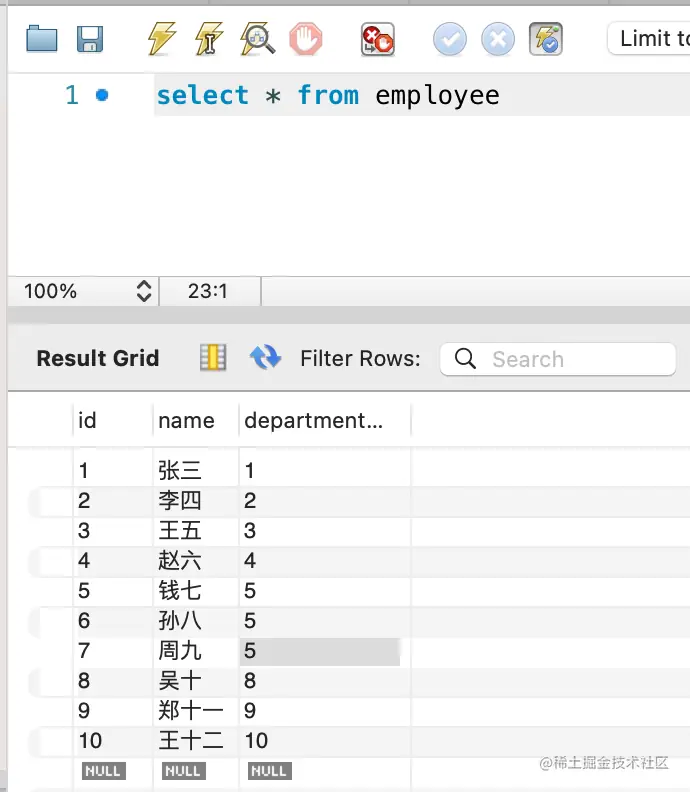 Limit to
1 select * from employee
100% 23:1
Result Grid Filter Rows: Search
id name department...
1 张三 1
2 李四 2
3 王五 3
4 赵六 4
5 钱七 5
6 孙八 5
7 周九 5
8 吴十 8
9 郑十一 9
10 王十二 10
NULL NULL NULL
@稀土掘金技术社区